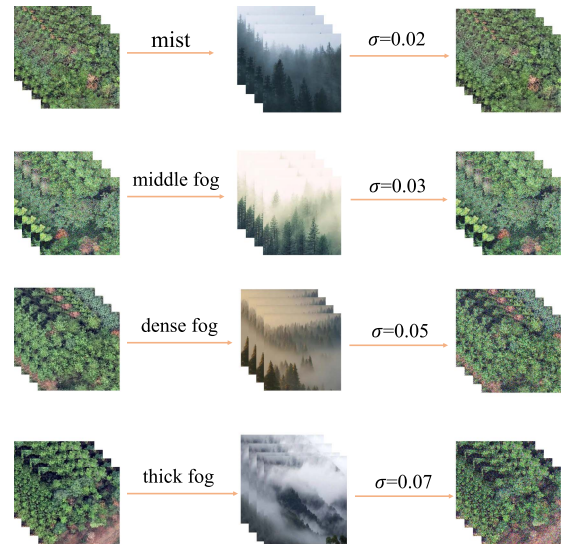 mist
σ=0.02
middle fog
σ=0.03
dense fog
σ=0.05
thick fog
σ=0.07